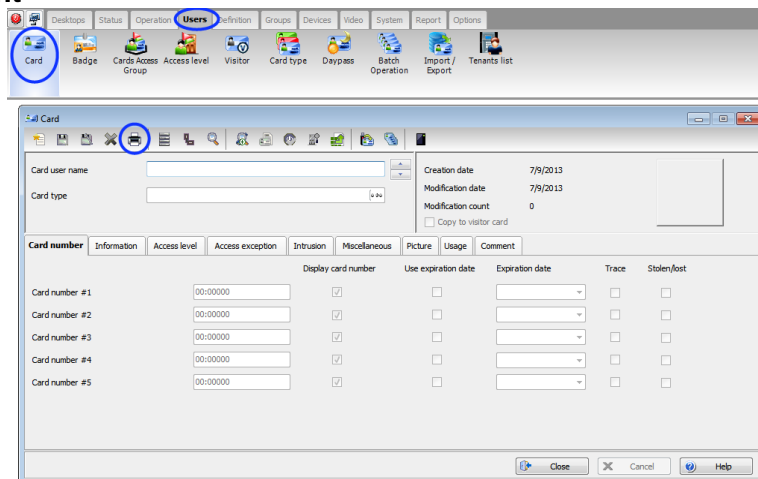 Desktops Status Operation Users Definition Groups Devices Video System Report Options
Card Badge Cards Access Group Access level Visitor Card type Daypass Batch Operation Import / Export Tenants list
Card
Card user name
Creation date 7/9/2013
Modification date 7/9/2013
Card type
Modification count 0
Copy to visitor card
Card number Information Access level Access exception Intrusion Miscellaneous Picture Usage Comment
Display card number Use expiration date Expiration date Trace Stolen/lost
Card number #1 00:00000
Card number #2 00:00000
Card number #3 00:00000
Card number #4 00:00000
Card number #5 00:00000
Close Cancel Help